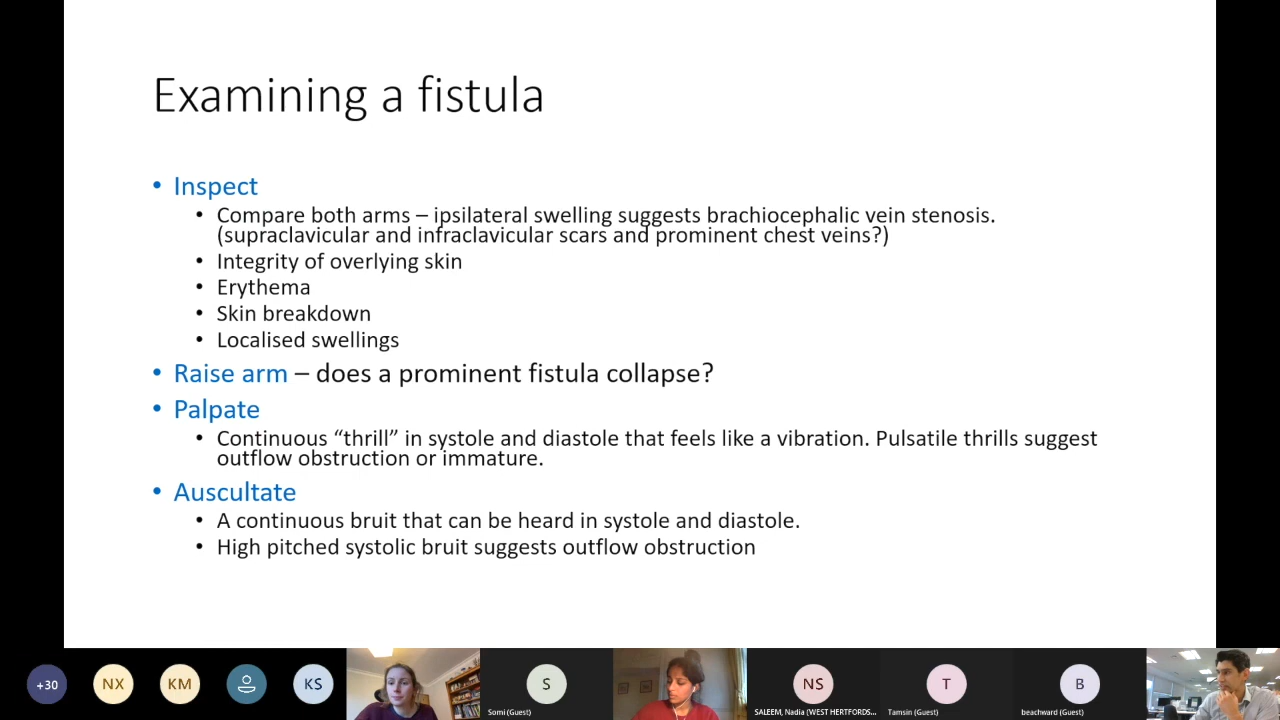 Examining a fistula
• Inspect
• Compare both arms – ipsilateral swelling suggests brachiocephalic vein stenosis.
(supraclavicular and infraclavicular scars and prominent chest veins?)
• Integrity of overlying skin
• Erythema
• Skin breakdown
• Localised swellings
• Raise arm – does a prominent fistula collapse?
• Palpate
• Continuous “thrill” in systole and diastole that feels like a vibration. Pulsatile thrills suggest
outflow obstruction or immature.
• Auscultate
• A continuous bruit that can be heard in systole and diastole.
• High pitched systolic bruit suggests outflow obstruction
+30
NX
KM
KS
S
Somi (Guest)
NS
SALEEM, Nadia (WEST HERTFORDS...
T
Tamsin (Guest)
B
beachward (Guest)